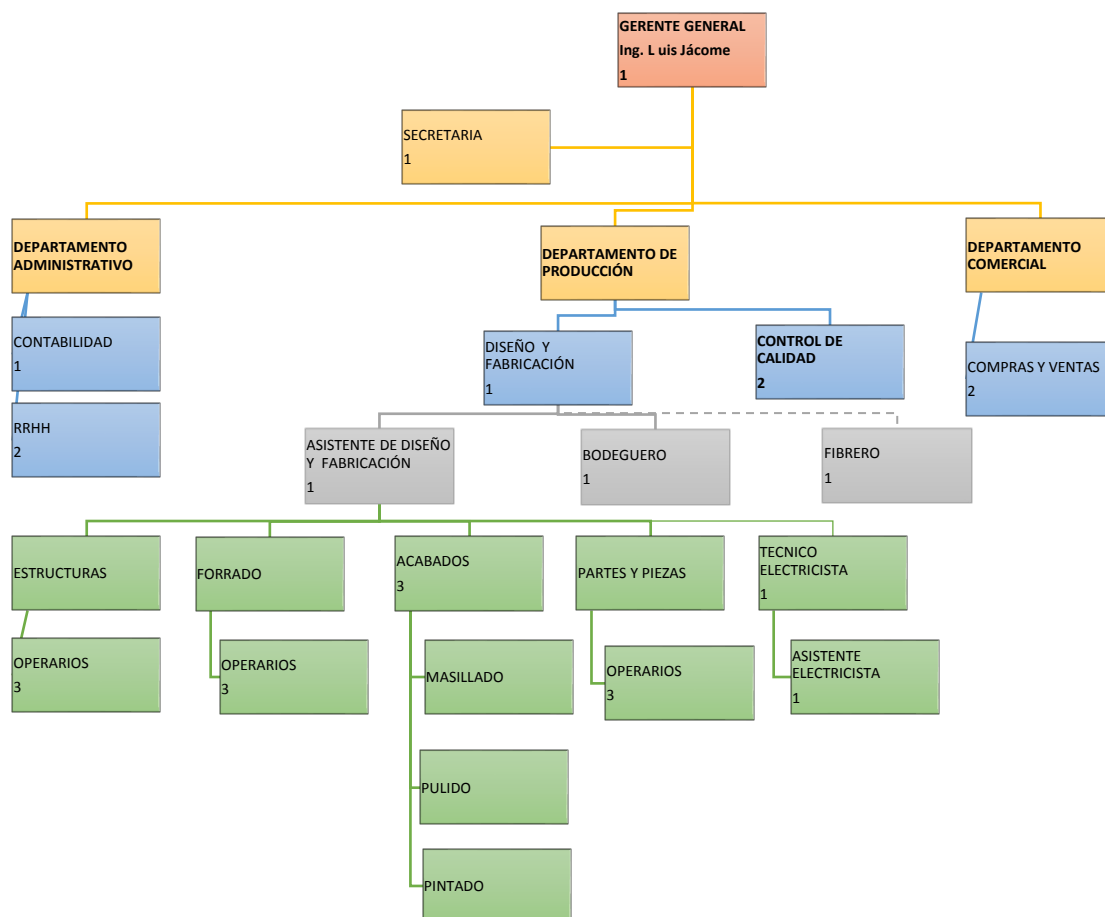 GERENTE GENERAL
Ing. L uis Jácome
1
SECRETARIA
1
DEPARTAMENTO
ADMINISTRATIVO
DEPARTAMENTO DE
PRODUCCIÓN
DEPARTAMENTO
COMERCIAL
CONTABILIDAD
1
DISEÑO Y
FABRICACIÓN
1
CONTROL DE
CALIDAD
2
COMPRAS Y VENTAS
2
RRHH
2
ASISTENTE DE DISEÑO
Y FABRICACIÓN
1
BODEGUERO
1
FIBRERO
1
ESTRUCTURAS
FORRADO
ACABADOS
3
PARTES Y PIEZAS
TECNICO
ELECTRICISTA
1
OPERARIOS
3
OPERARIOS
3
MASILLADO
OPERARIOS
3
ASISTENTE
ELECTRICISTA
1
PULIDO
PINTADO